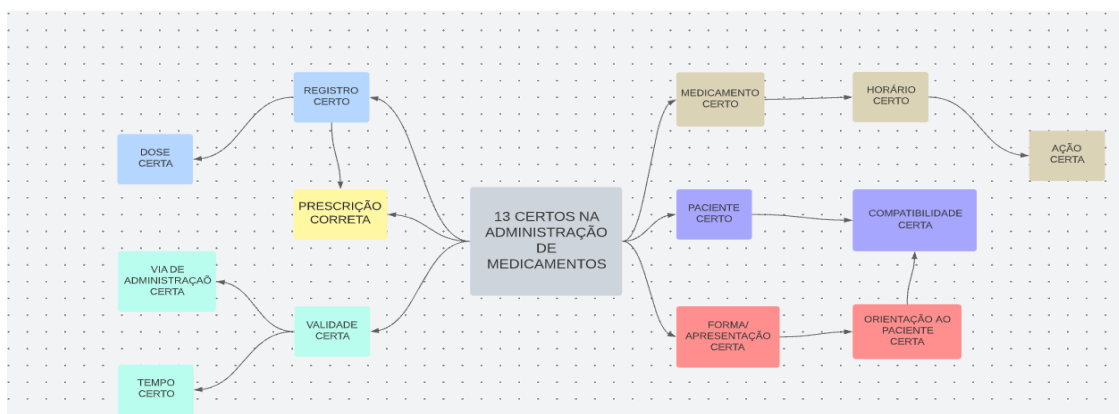 REGISTRO
CERTO
MEDICAMENTO
CERTO
HORÁRIO
CERTO
DOSE
CERTA
AÇÃO
CERTA
PRESCRIÇÃO
CORRETA
13 CERTOS NA
ADMINISTRAÇÃO
DE
MEDICAMENTOS
PACIENTE
CERTO
COMPATIBILIDADE
CERTA
VIA DE
ADMINISTRAÇAÕ
CERTA
VALIDADE
CERTA
FORMA/
APRESENTAÇÃO
CERTA
ORIENTAÇÃO AO
PACIENTE
CERTA
TEMPO
CERTO